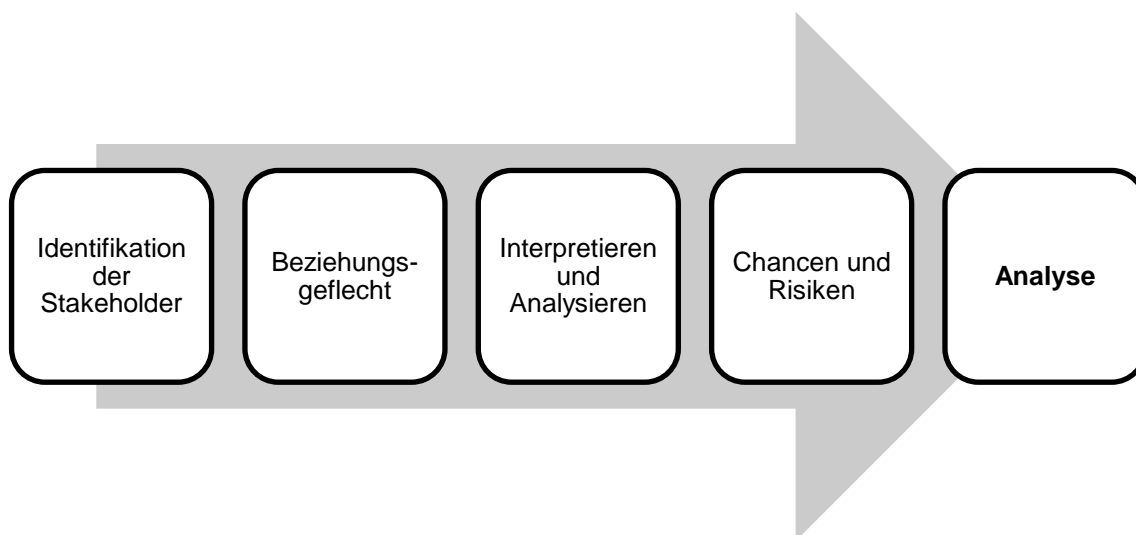 Identifikation
der
Stakeholder
Beziehungs-
geflecht
Interpretieren
und
Analysieren
Chancen und
Risiken
Analyse